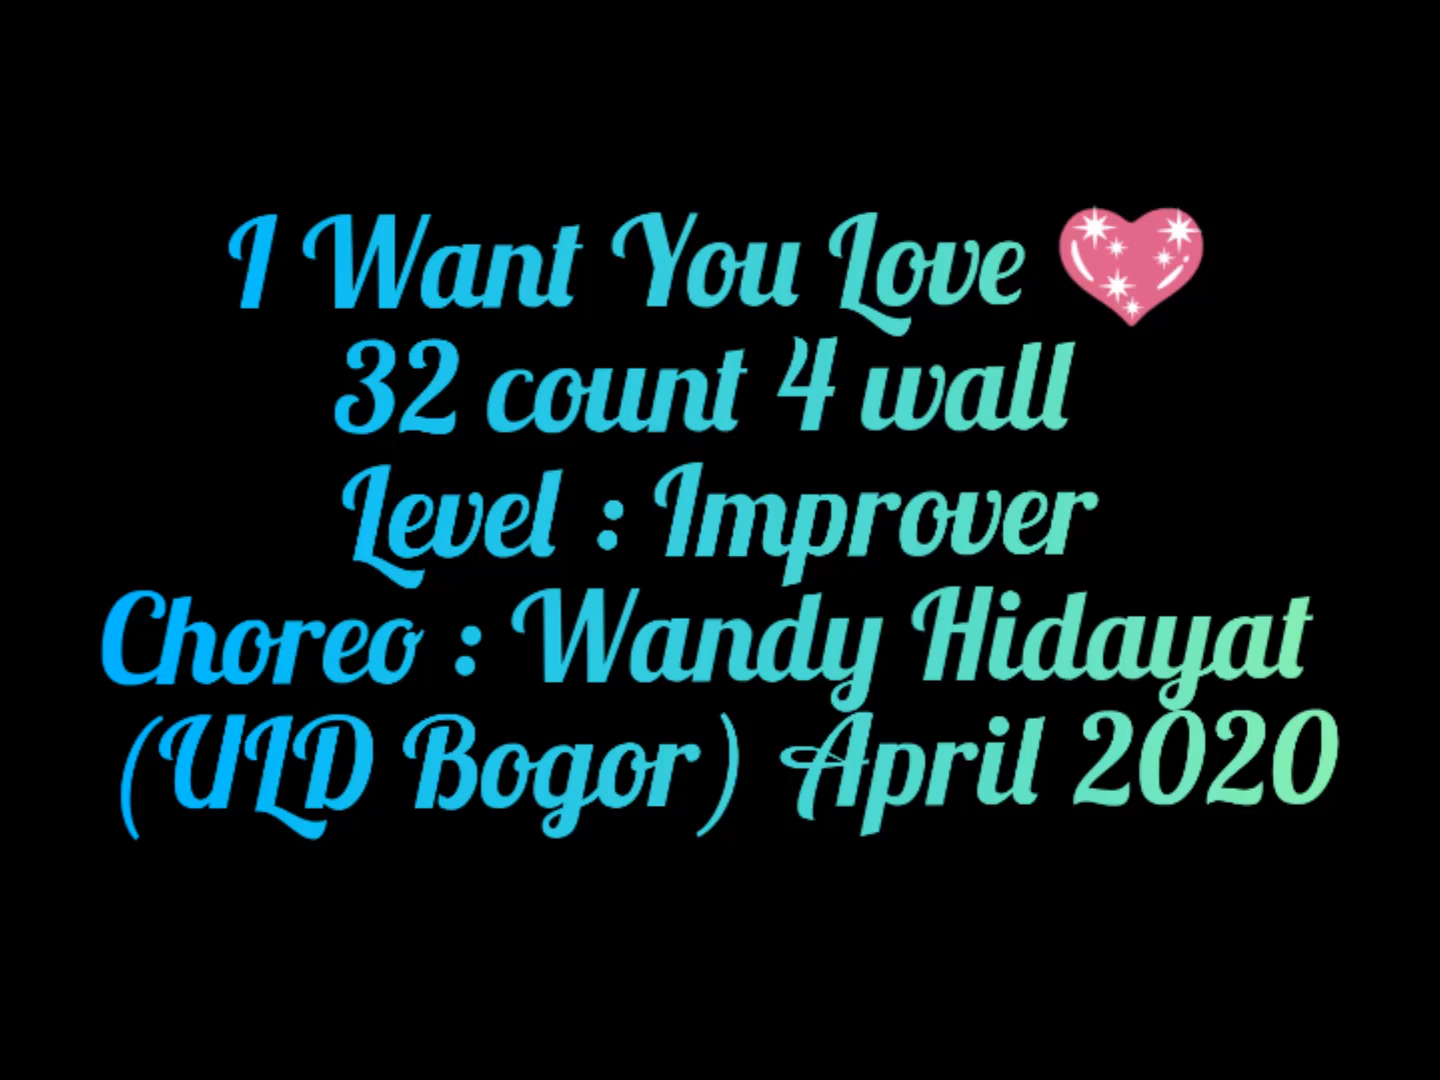 I Want You Love 💖
32 count 4 wall
Level : Improver
Choreo : Wandy Hidayat
(ULD Bogor) April 2020